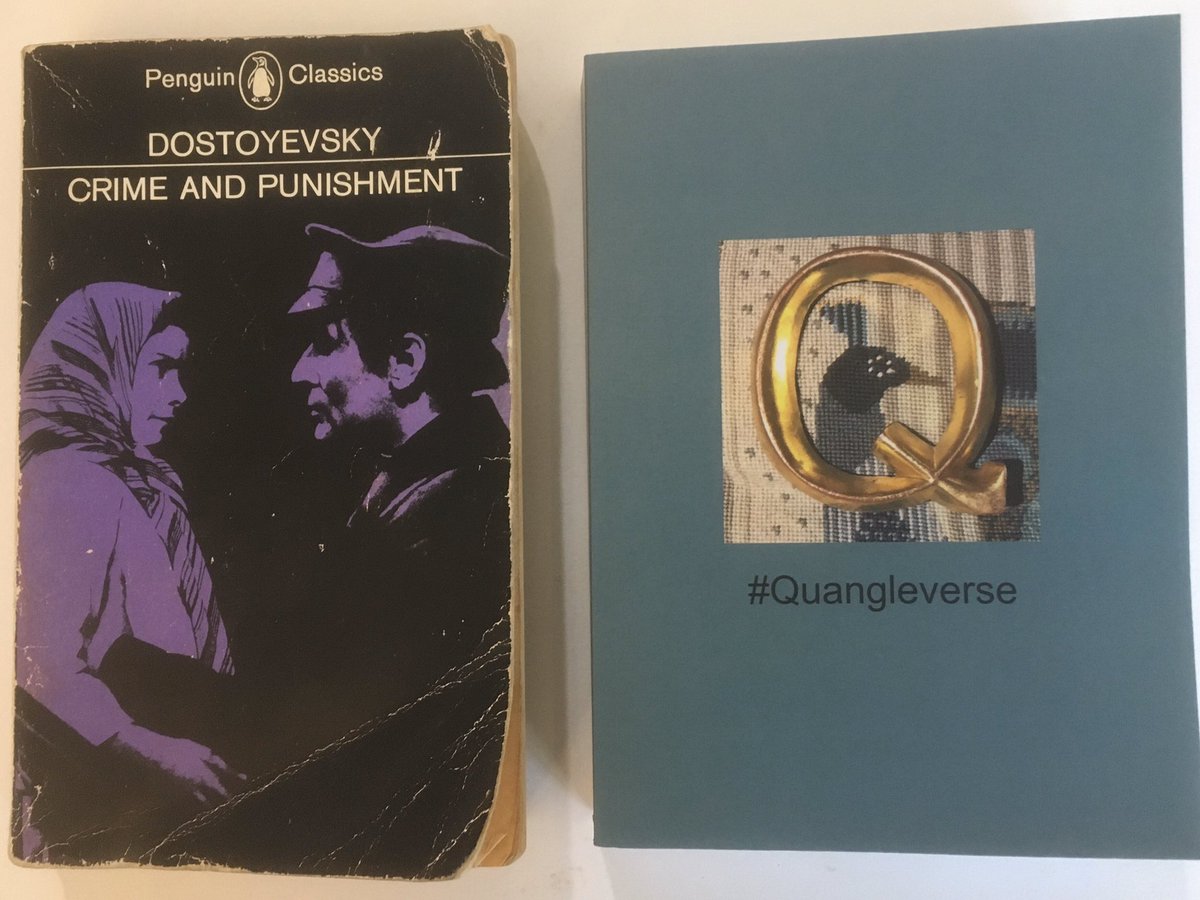 Penguin Classics
DOSTOYEVSKY
CRIME AND PUNISHMENT
Q
#Quangleverse